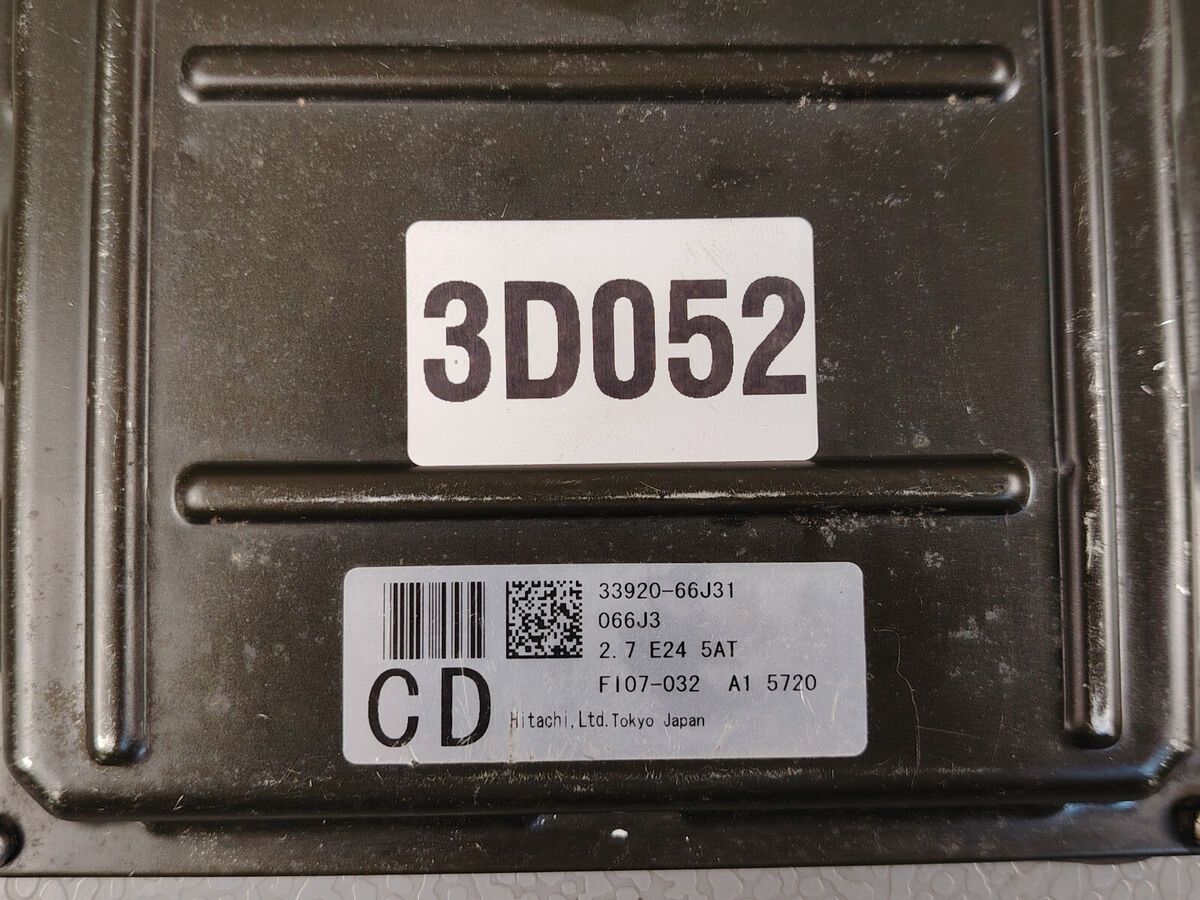 3D052
33920-66J31
066J3
2.7 E24 5AT
FI07-032 A1 5720
CD
Hitachi,Ltd.Tokyo Japan